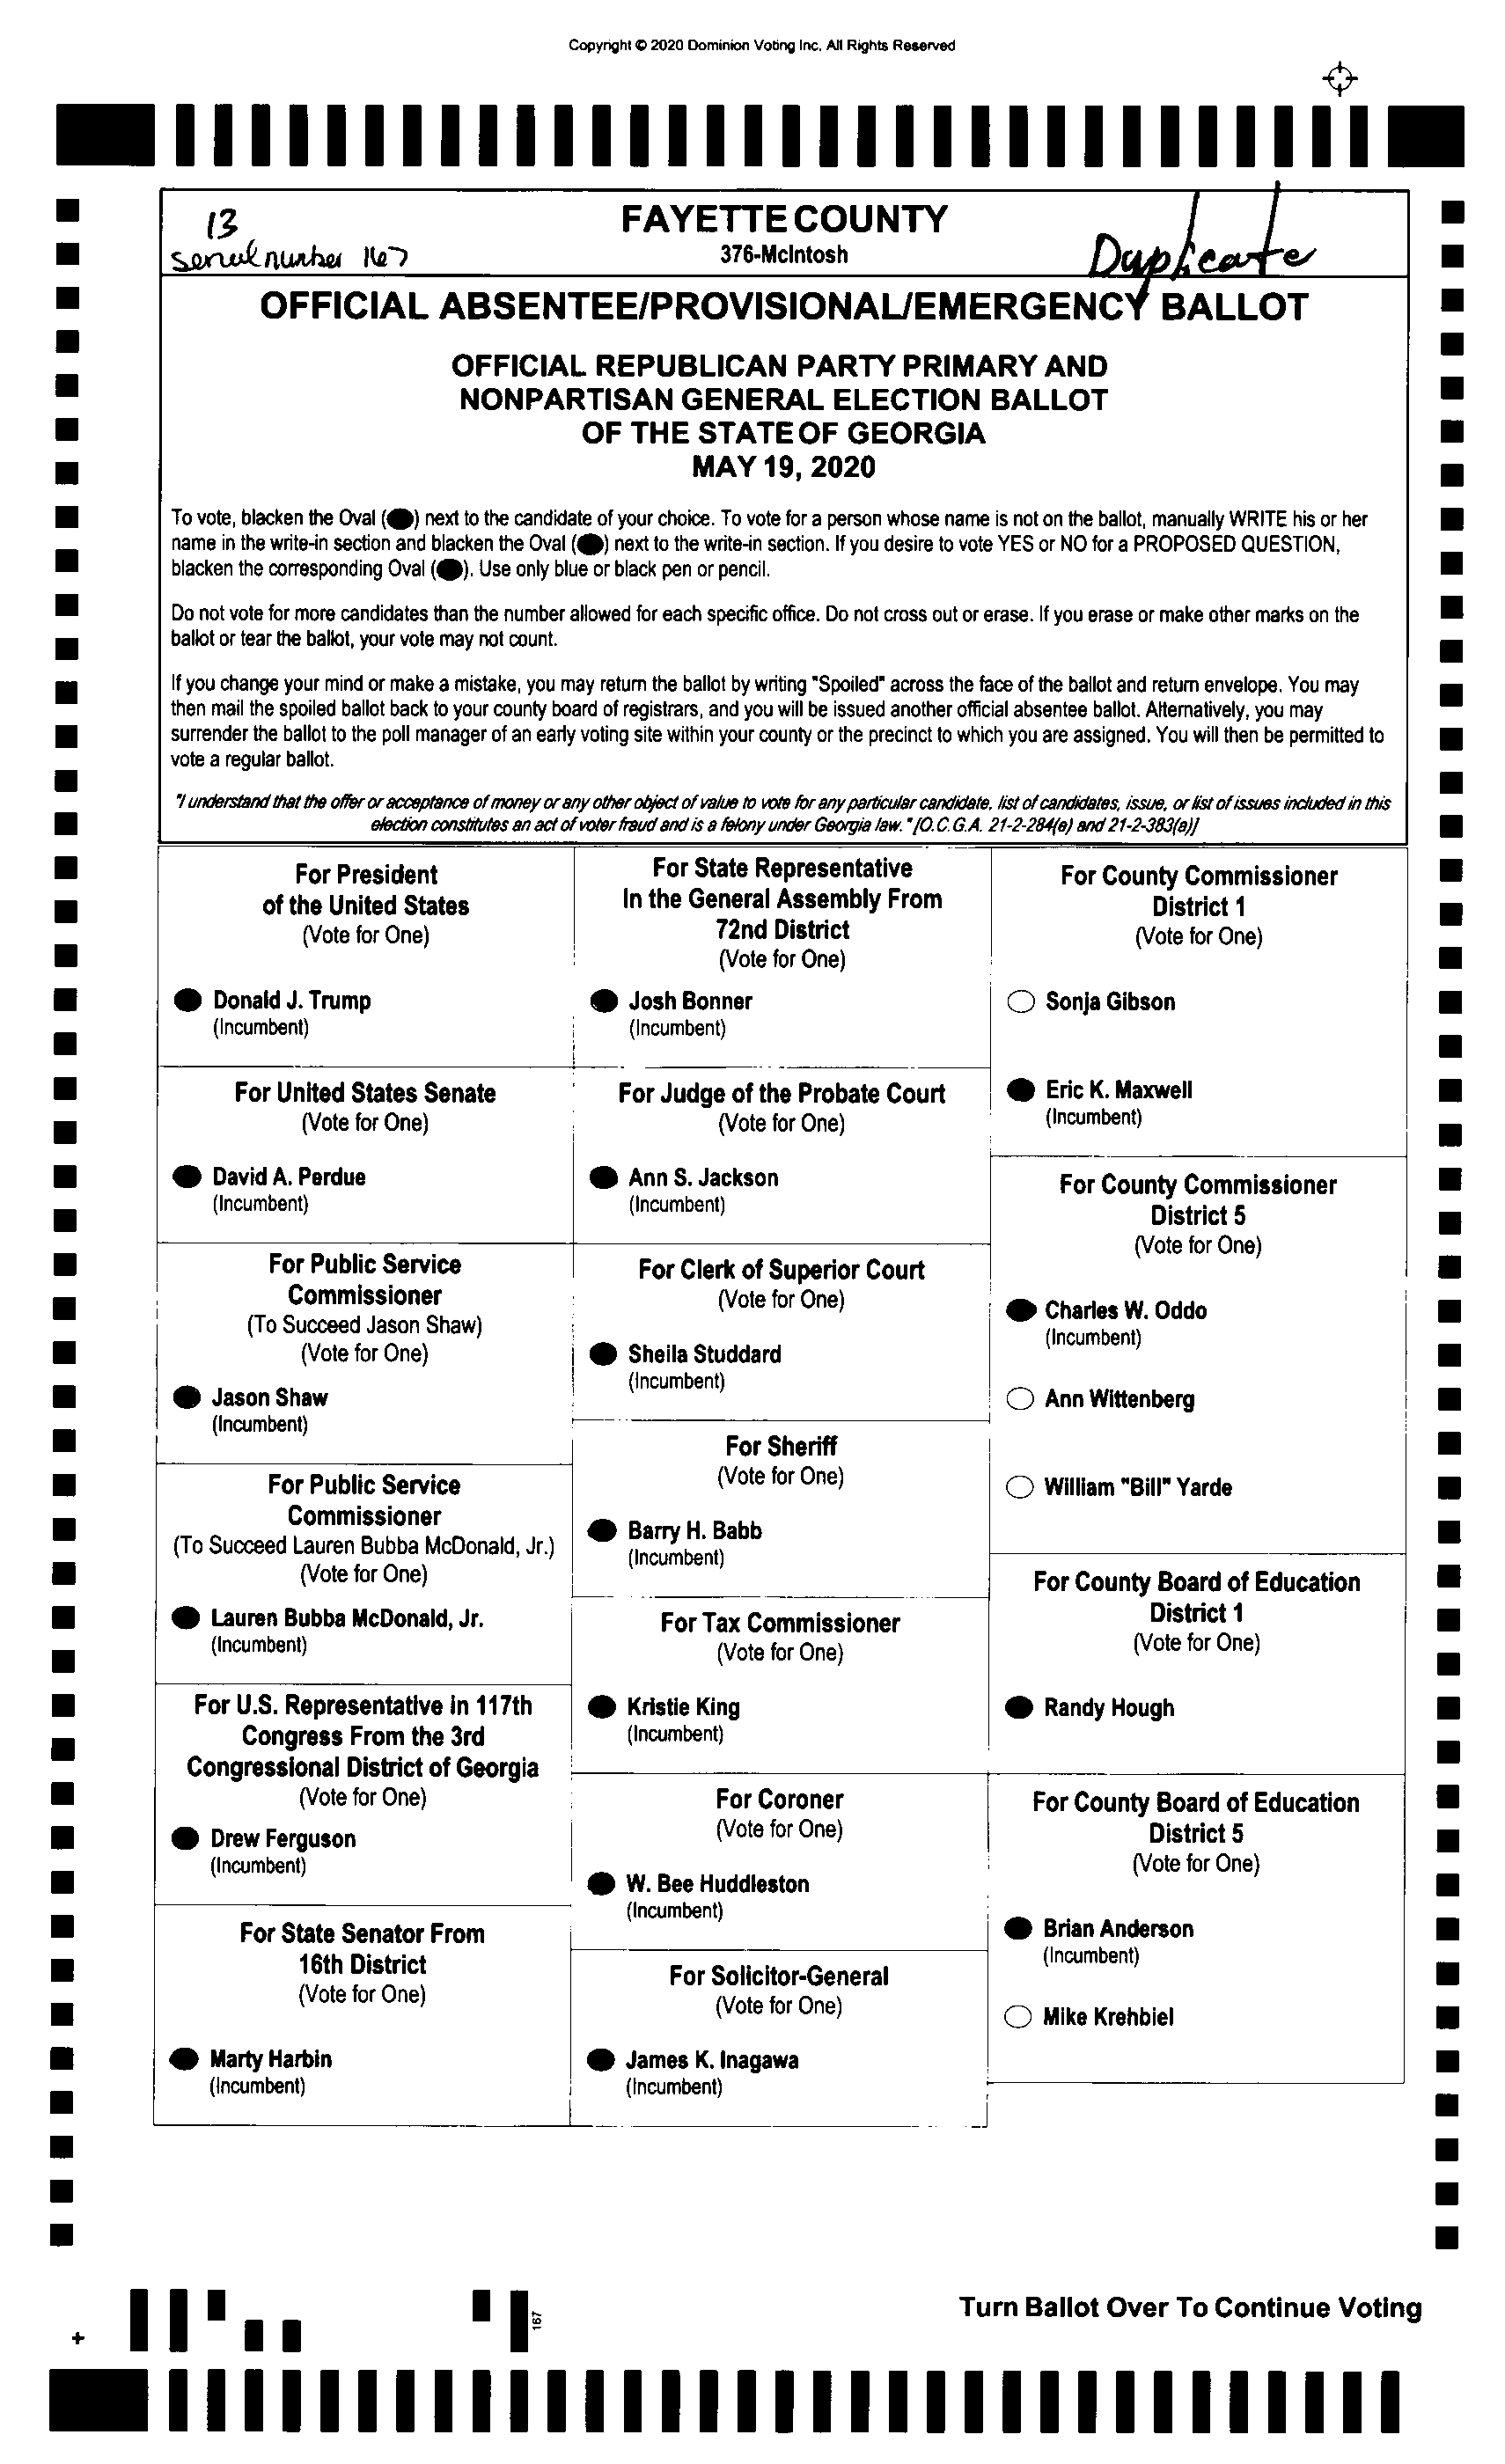 Copyright © 2020 Dominion Voting Inc. All Rights Reserved
13
serial number 167
FAYETTE COUNTY
376-McIntosh
Duplicate
OFFICIAL ABSENTEE/PROVISIONAL/EMERGENCY BALLOT
OFFICIAL REPUBLICAN PARTY PRIMARY AND
NONPARTISAN GENERAL ELECTION BALLOT
OF THE STATE OF GEORGIA
MAY 19, 2020
To vote, blacken the Oval (●) next to the candidate of your choice. To vote for a person whose name is not on the ballot, manually WRITE his or her
name in the write-in section and blacken the Oval (●) next to the write-in section. If you desire to vote YES or NO for a PROPOSED QUESTION,
blacken the corresponding Oval (●). Use only blue or black pen or pencil.
Do not vote for more candidates than the number allowed for each specific office. Do not cross out or erase. If you erase or make other marks on the
ballot or tear the ballot, your vote may not count.
If you change your mind or make a mistake, you may return the ballot by writing "Spoiled" across the face of the ballot and return envelope. You may
then mail the spoiled ballot back to your county board of registrars, and you will be issued another official absentee ballot. Alternatively, you may
surrender the ballot to the poll manager of an early voting site within your county or the precinct to which you are assigned. You will then be permitted to
vote a regular ballot.
"I understand that the offer or acceptance of money or any other object of value to vote for any particular candidate, list of candidates, issue, or list of issues included in this
election constitutes an act of voter fraud and is a felony under Georgia law." [O.C.G.A. 21-2-284(e) and 21-2-383(a)]
For President
of the United States
(Vote for One)
Donald J. Trump
(Incumbent)
For United States Senate
(Vote for One)
David A. Perdue
(Incumbent)
For Public Service
Commissioner
(To Succeed Jason Shaw)
(Vote for One)
Jason Shaw
(Incumbent)
For Public Service
Commissioner
(To Succeed Lauren Bubba McDonald, Jr.)
(Vote for One)
Lauren Bubba McDonald, Jr.
(Incumbent)
For U.S. Representative in 117th
Congress From the 3rd
Congressional District of Georgia
(Vote for One)
Drew Ferguson
(Incumbent)
For State Senator From
16th District
(Vote for One)
Marty Harbin
(Incumbent)
For State Representative
In the General Assembly From
72nd District
(Vote for One)
Josh Bonner
(Incumbent)
For Judge of the Probate Court
(Vote for One)
Ann S. Jackson
(Incumbent)
For Clerk of Superior Court
(Vote for One)
Sheila Studdard
(Incumbent)
For Sheriff
(Vote for One)
Barry H. Babb
(Incumbent)
For Tax Commissioner
(Vote for One)
Kristie King
(Incumbent)
For Coroner
(Vote for One)
W. Bee Huddleston
(Incumbent)
For Solicitor-General
(Vote for One)
James K. Inagawa
(Incumbent)
For County Commissioner
District 1
(Vote for One)
Sonja Gibson
Eric K. Maxwell
(Incumbent)
For County Commissioner
District 5
(Vote for One)
Charles W. Oddo
(Incumbent)
Ann Wittenberg
William "Bill" Yarde
For County Board of Education
District 1
(Vote for One)
Randy Hough
For County Board of Education
District 5
(Vote for One)
Brian Anderson
(Incumbent)
Mike Krehbiel
Turn Ballot Over To Continue Voting
167